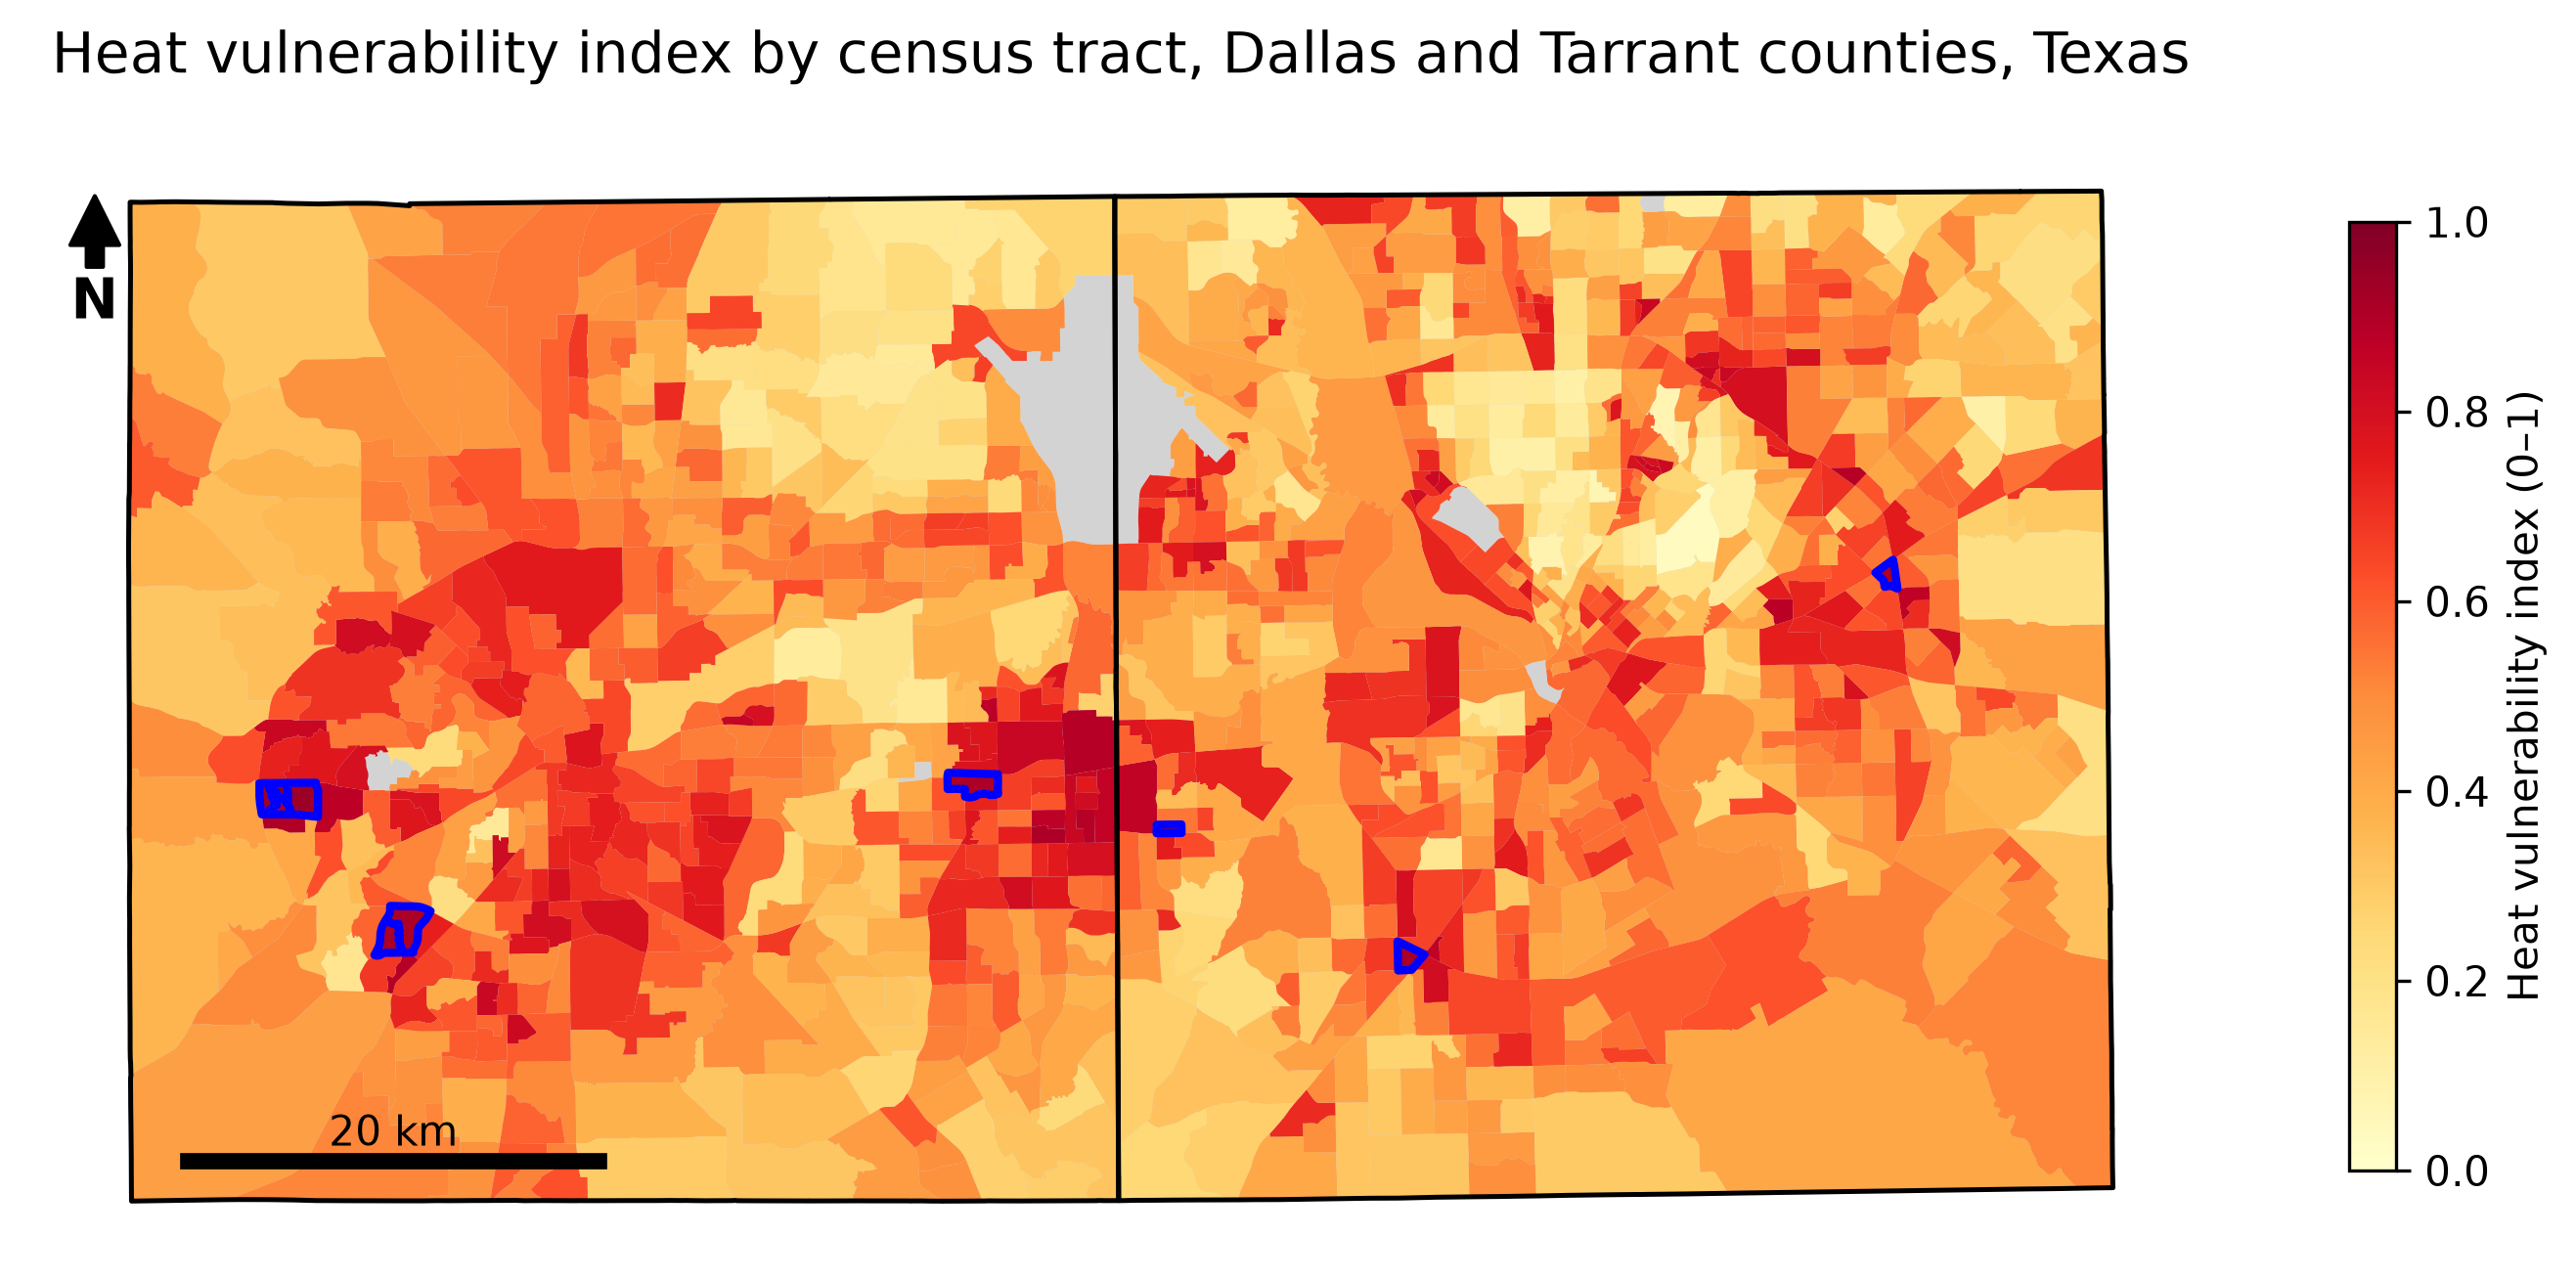 Heat vulnerability index by census tract, Dallas and Tarrant counties, Texas
N
20 km
1.0
0.8
0.6
0.4
0.2
0.0
Heat vulnerability index (0–1)